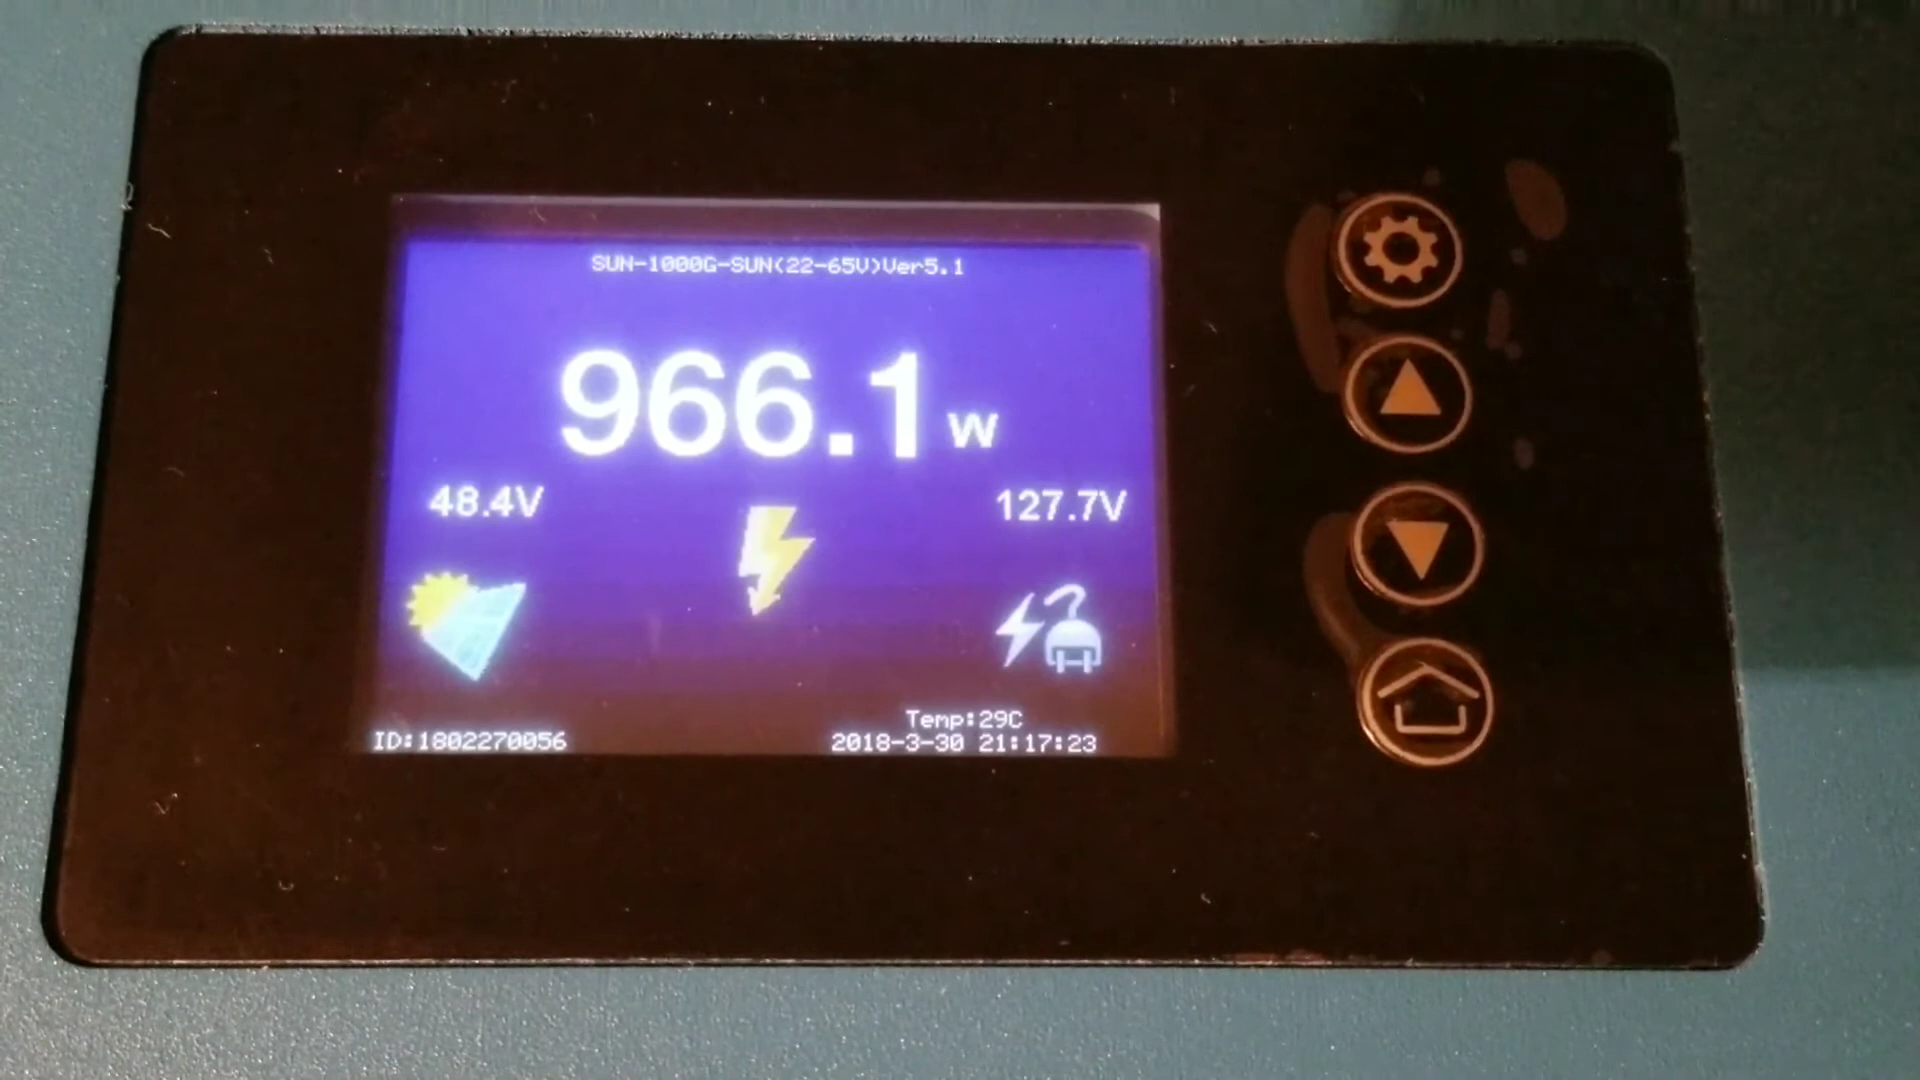 SUN-1000G-SUN(22-65V)Ver5.1
966.1 w
48.4V
127.7V
Temp:29C
ID:1802270056
2018-3-30 21:17:23